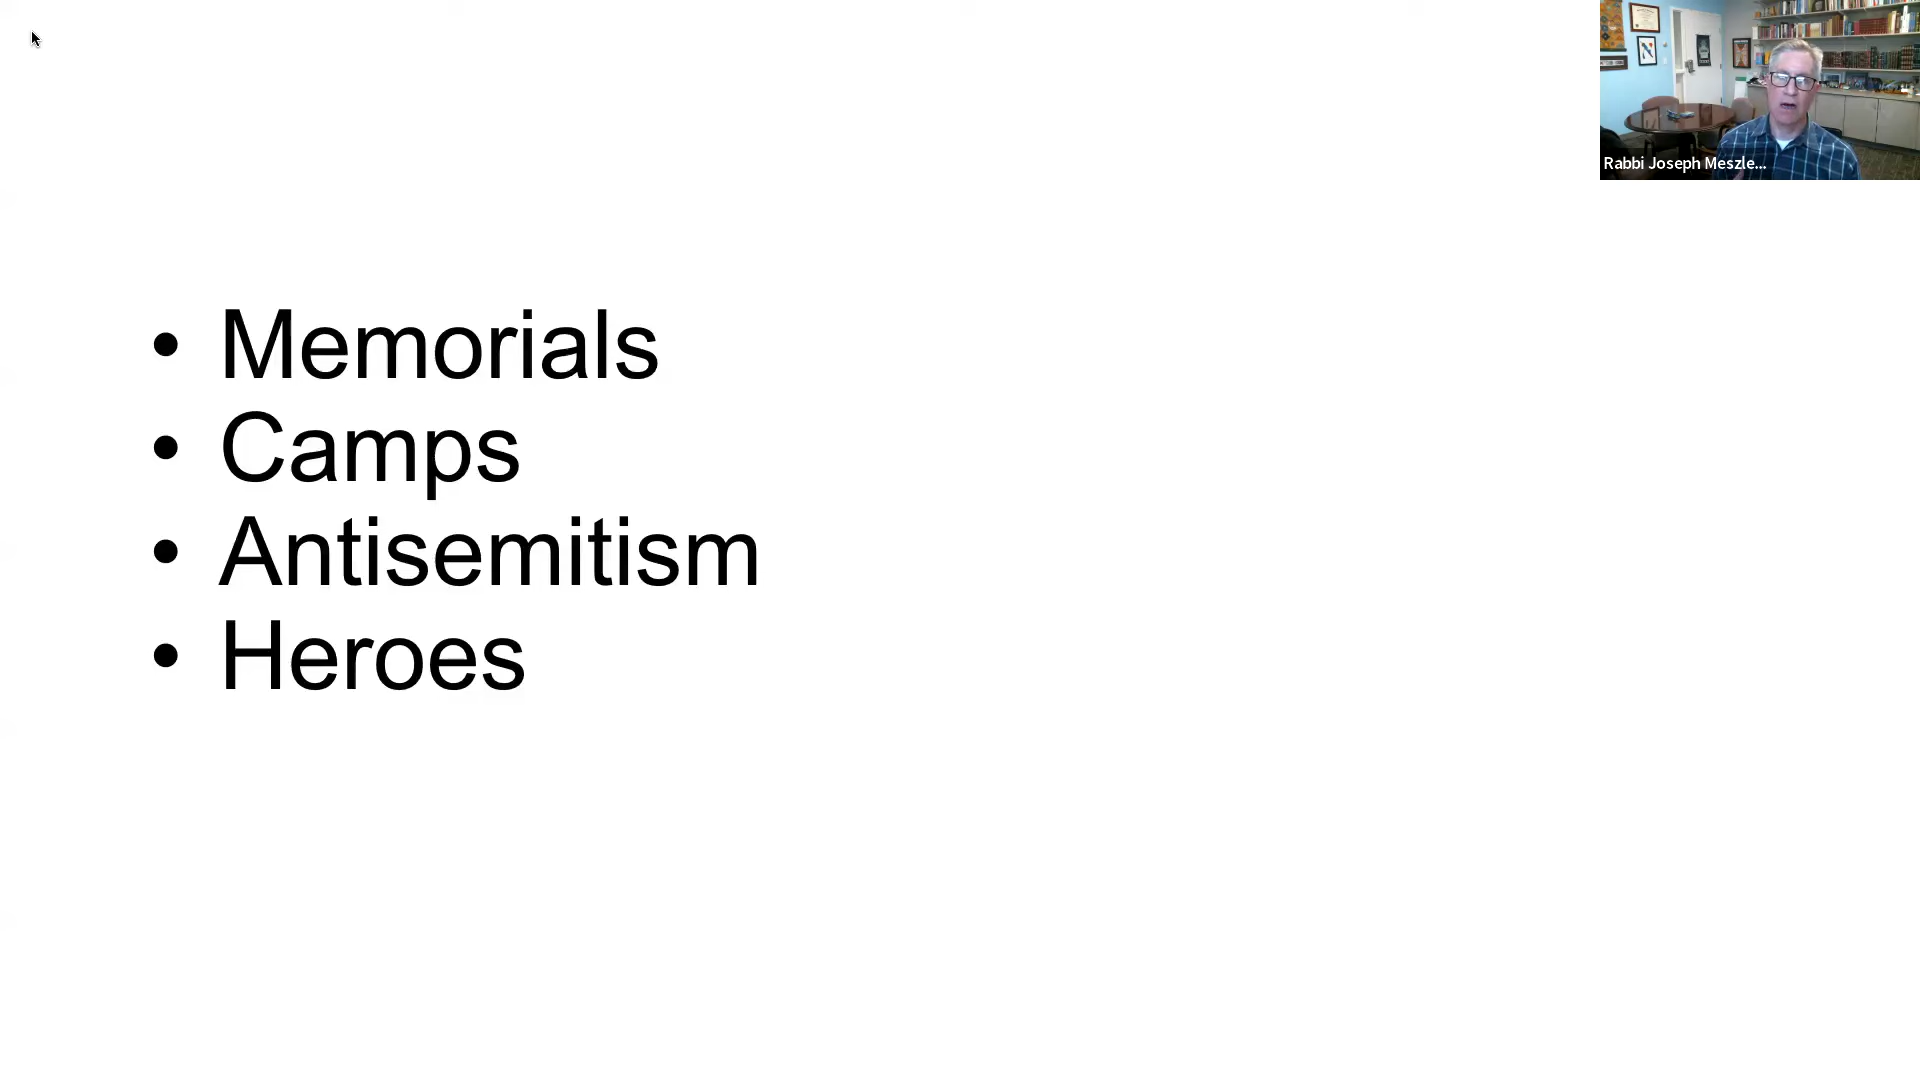 • Memorials
• Camps
• Antisemitism
• Heroes
Rabbi Joseph Meszle...